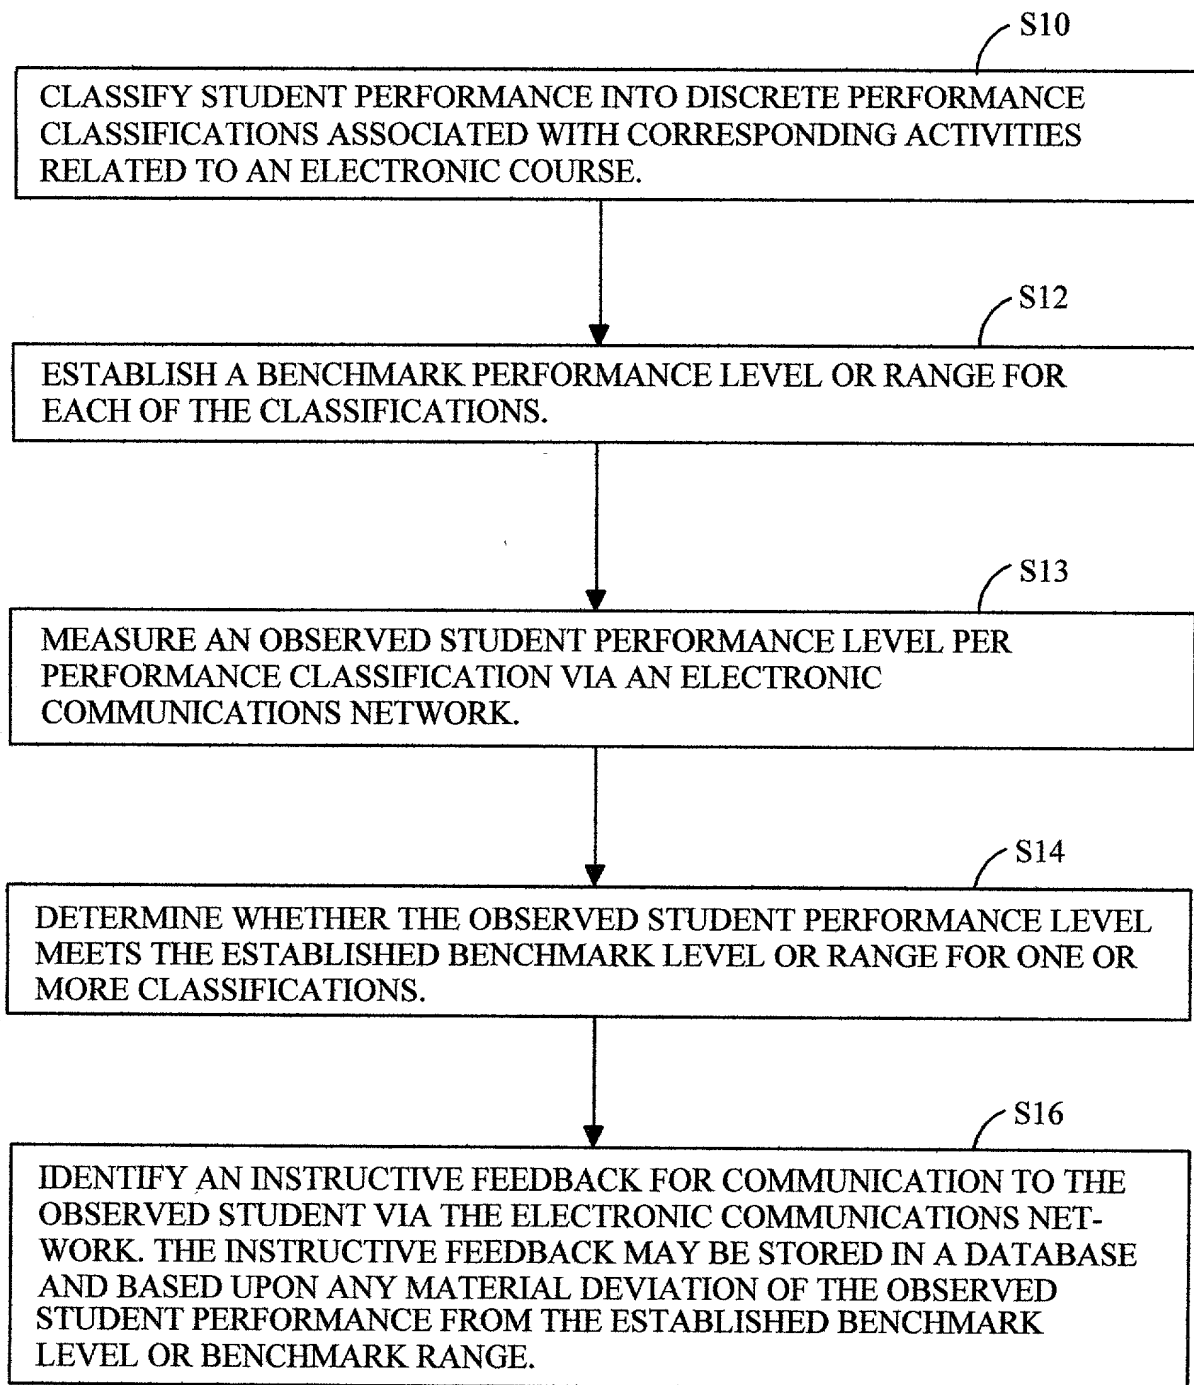 S10
CLASSIFY STUDENT PERFORMANCE INTO DISCRETE PERFORMANCE
CLASSIFICATIONS ASSOCIATED WITH CORRESPONDING ACTIVITIES
RELATED TO AN ELECTRONIC COURSE.
S12
ESTABLISH A BENCHMARK PERFORMANCE LEVEL OR RANGE FOR
EACH OF THE CLASSIFICATIONS.
S13
MEASURE AN OBSERVED STUDENT PERFORMANCE LEVEL PER
PERFORMANCE CLASSIFICATION VIA AN ELECTRONIC
COMMUNICATIONS NETWORK.
S14
DETERMINE WHETHER THE OBSERVED STUDENT PERFORMANCE LEVEL
MEETS THE ESTABLISHED BENCHMARK LEVEL OR RANGE FOR ONE OR
MORE CLASSIFICATIONS.
S16
IDENTIFY AN INSTRUCTIVE FEEDBACK FOR COMMUNICATION TO THE
OBSERVED STUDENT VIA THE ELECTRONIC COMMUNICATIONS NET-
WORK. THE INSTRUCTIVE FEEDBACK MAY BE STORED IN A DATABASE
AND BASED UPON ANY MATERIAL DEVIATION OF THE OBSERVED
STUDENT PERFORMANCE FROM THE ESTABLISHED BENCHMARK
LEVEL OR BENCHMARK RANGE.